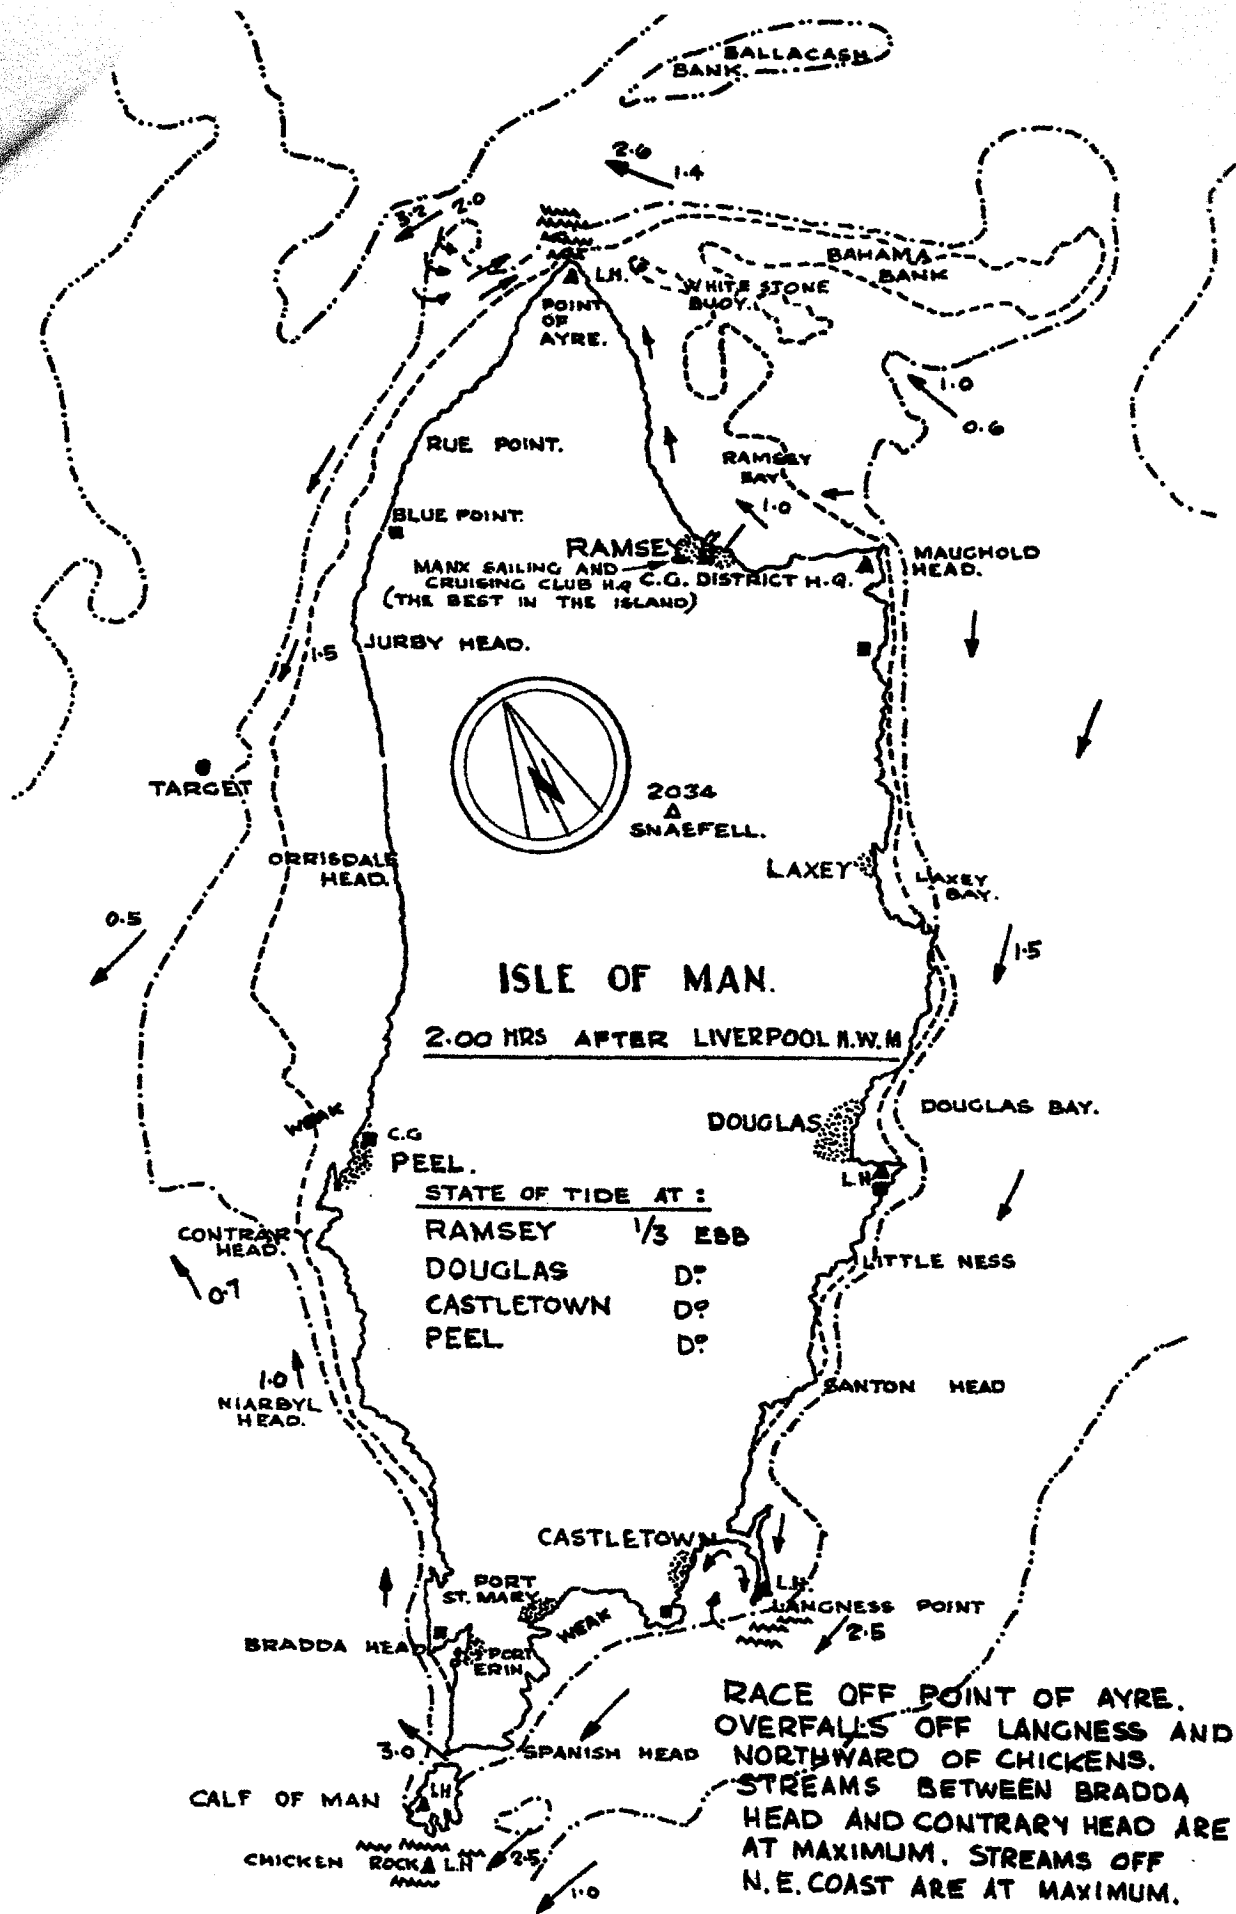 BALLACASH
BANK.
2.6
1.4
3.2 2.0
BAHAMA
BANK
L.H.
WHITE STONE
BUOY.
POINT
OF
AYRE.
1.0
0.6
RUE POINT.
RAMSEY
BAY
BLUE POINT.
1.0
RAMSEY
MAUGHOLD
HEAD.
MANX SAILING AND
CRUISING CLUB H.Q
(THE BEST IN THE ISLAND)
C.G. DISTRICT H.Q.
JURBY HEAD.
1.5
N
TARGET
2034
SNAEFELL.
ORRISDALE
HEAD.
LAXEY
LAXEY
BAY.
0.5
1.5
ISLE OF MAN.
2.00 HRS AFTER LIVERPOOL H.W.M
WEAK
DOUGLAS
DOUGLAS BAY.
C.G
PEEL.
L.H
STATE OF TIDE AT :
RAMSEY 1/3 EBB
DOUGLAS Dº
CASTLETOWN Dº
PEEL Dº
CONTRARY
HEAD.
0.7
LITTLE NESS
1.0
NIARBYL
HEAD.
SANTON HEAD
CASTLETOWN
PORT
ST. MARY
L.H.
LANGNESS POINT
WEAK
2.5
BRADDA HEAD
PORT
ERIN
3.0
SPANISH HEAD
CALF OF MAN
LH
CHICKEN ROCK L.H
2.5
1.0
RACE OFF POINT OF AYRE.
OVERFALLS OFF LANGNESS AND
NORTHWARD OF CHICKENS.
STREAMS BETWEEN BRADDA
HEAD AND CONTRARY HEAD ARE
AT MAXIMUM. STREAMS OFF
N.E. COAST ARE AT MAXIMUM.